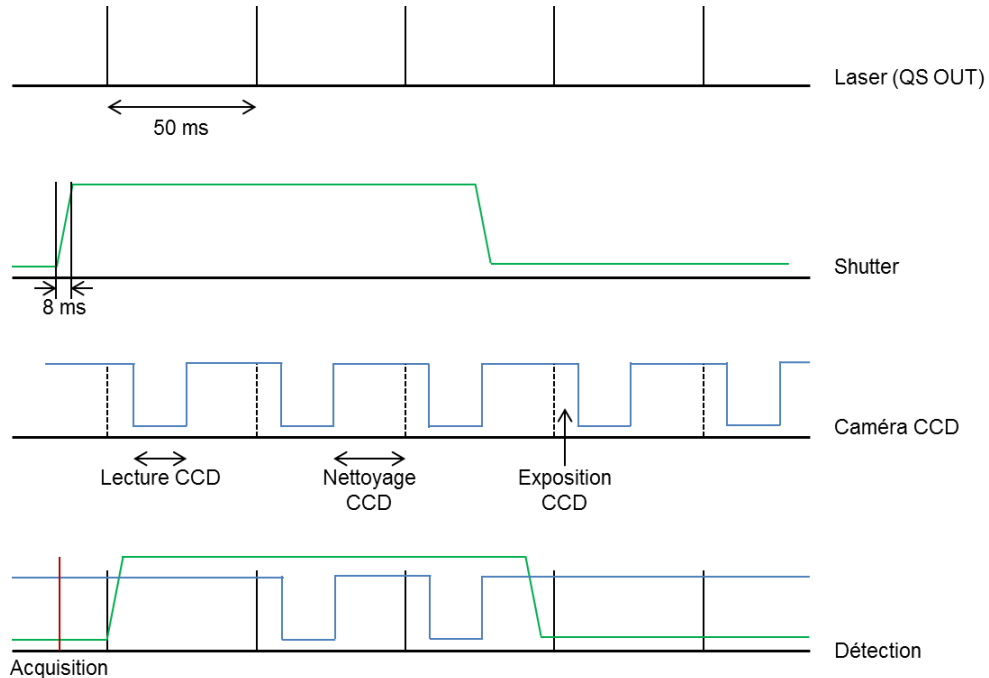 Laser (QS OUT)
50 ms
Shutter
8 ms
Caméra CCD
Lecture CCD
Nettoyage
CCD
Exposition
CCD
Détection
Acquisition